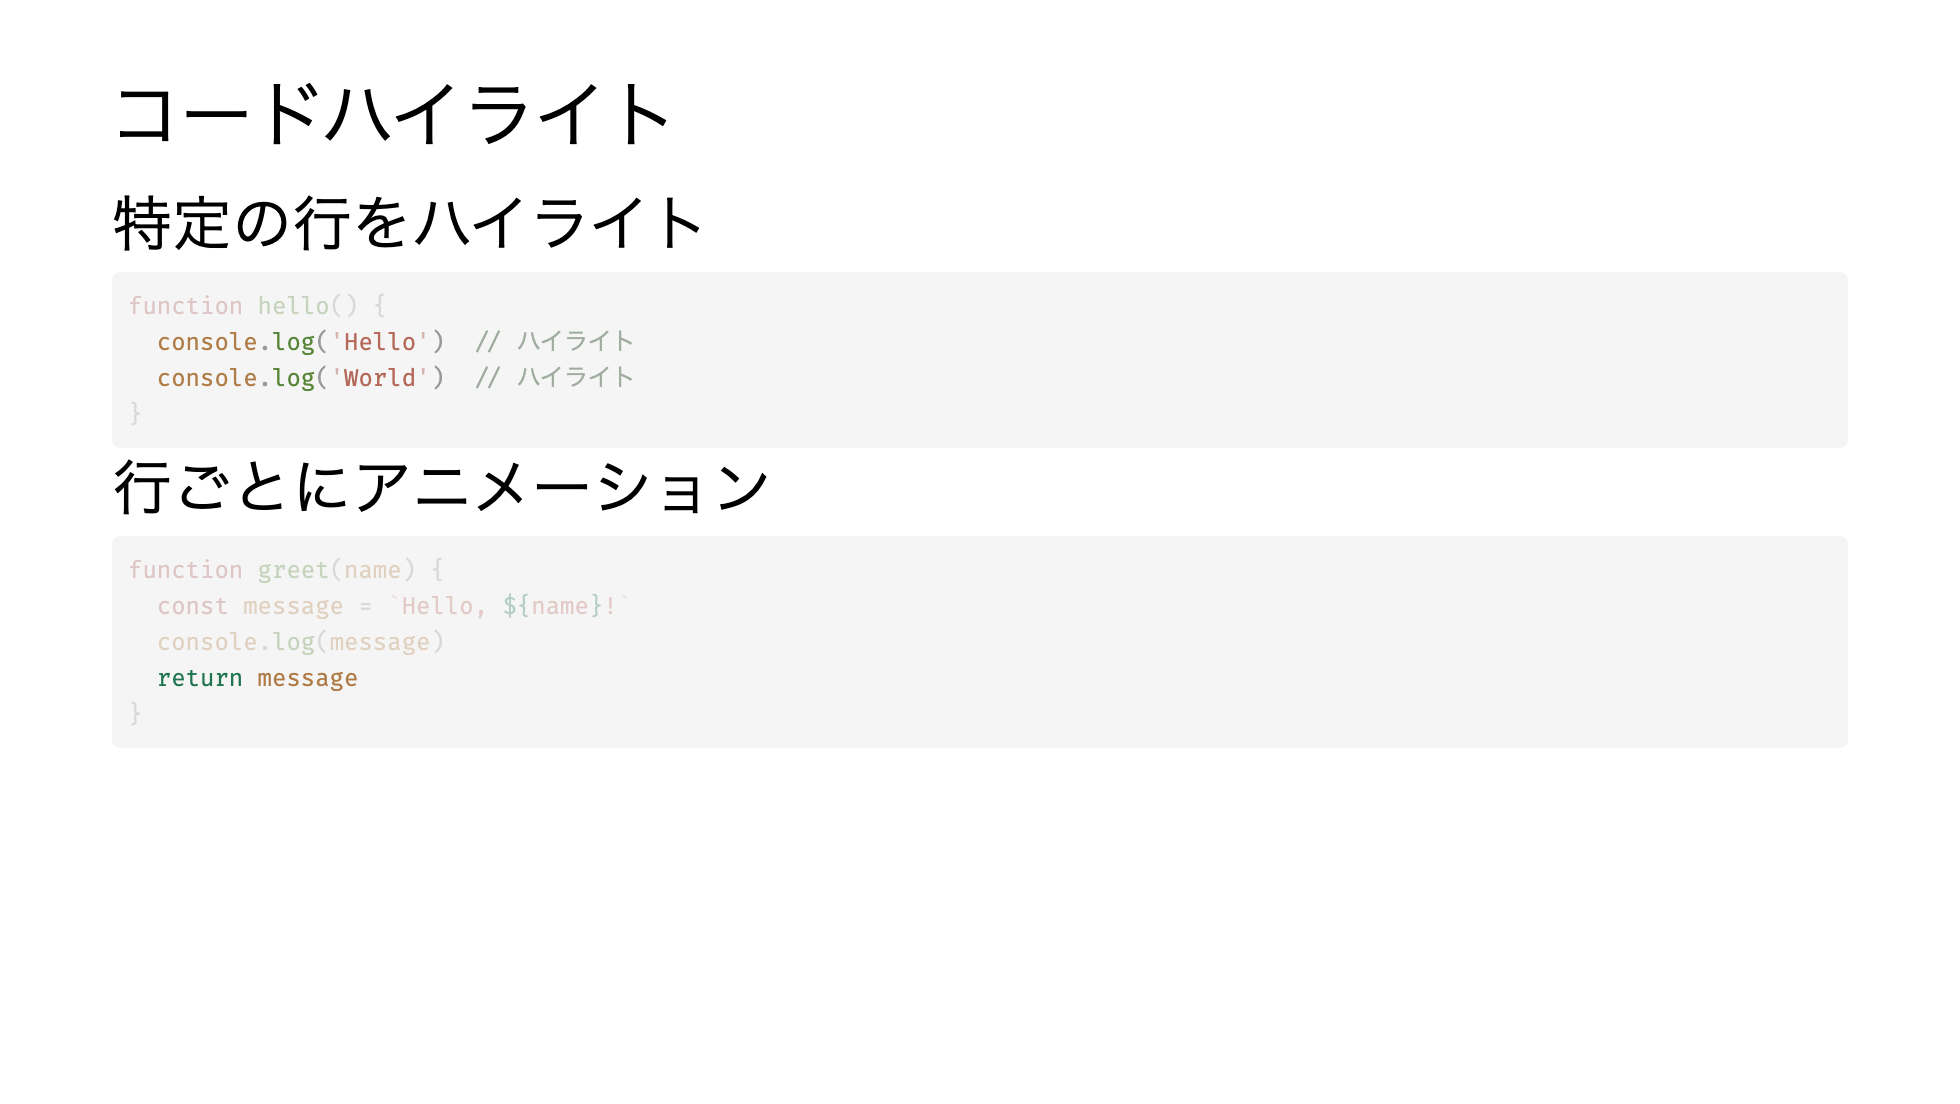 コードハイライト
特定の行をハイライト
function hello() {
  console.log('Hello')  // ハイライト
  console.log('World')  // ハイライト
}
行ごとにアニメーション
function greet(name) {
  const message = `Hello, ${name}!`
  console.log(message)
  return message
}